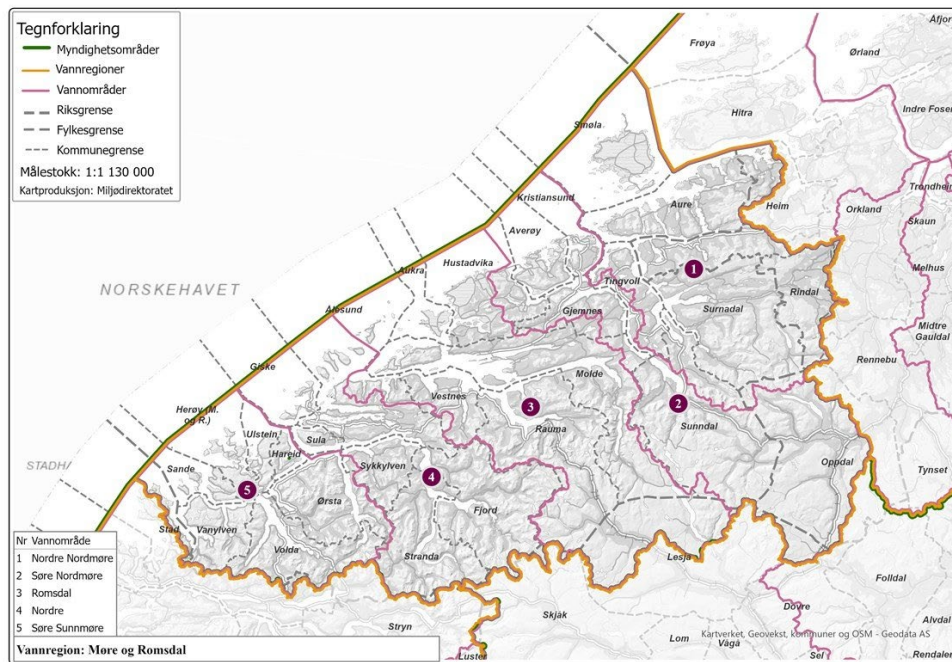 Tegnforklaring
Myndighetsområder
Vannregioner
Vannområder
Riksgrense
Fylkesgrense
Kommunegrense
Målestokk: 1:1 130 000
Kartproduksjon: Miljødirektoratet
Afjor
Frøya
Ørland
Hitra
Indre Fosen
Smøla
Trondheim
Kristiansund
Aure
Heim
Orkland
Skaun
Averøy
Hustadvika
Melhus
Aukra
1
Tingvoll
NORSKEHAVET
Rindal
Surnadal
Gjemnes
Ålesund
Midtre
Gauldal
Rennebu
Giske
Molde
Vestnes
3
2
Herøy (M.
og R.)
Ulstein
Rauma
Sunndal
Sula
Hareid
STADHA
Sande
Sykkylven
4
Oppdal
Tynset
5
Ørsta
Fjord
Stad
Vanylven
Volda
Stranda
Lesja
Folldal
Nr Vannområde
1 Nordre Nordmøre
2 Søre Nordmøre
3 Romsdal
4 Nordre
5 Søre Sunnmøre
Dovre
Skjåk
Alvdal
Stryn
Kartverket, Geovekst, kommuner og OSM - Geodata AS
Lom
Vågå
Sel
Rendalen
Luster
Vannregion: Møre og Romsdal